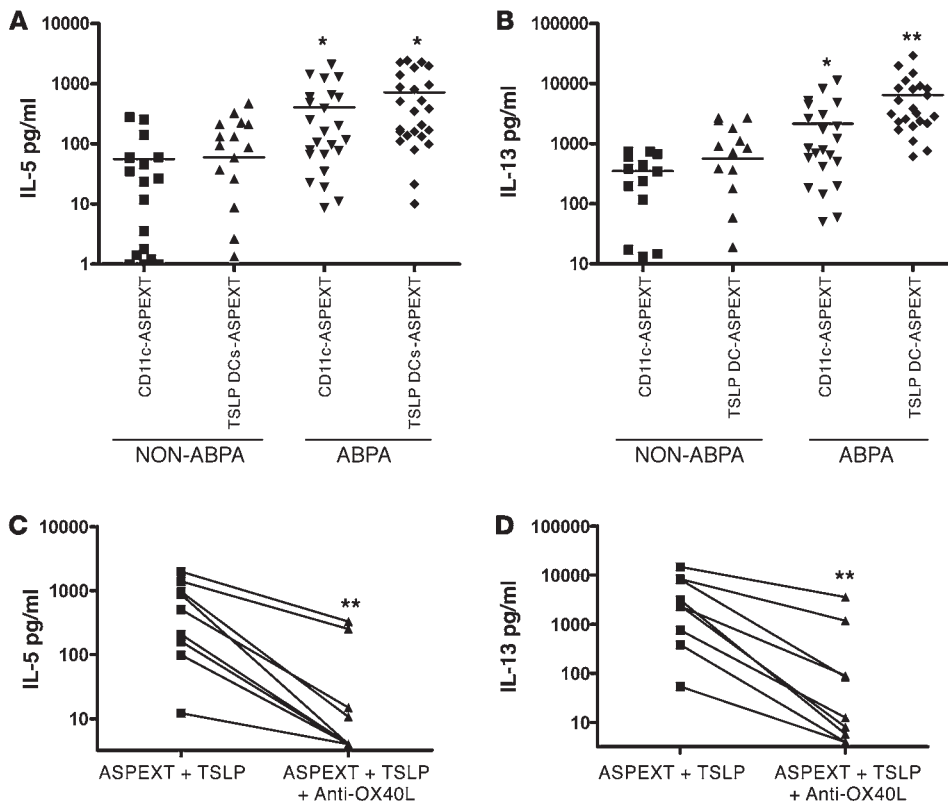 A
IL-5 pg/ml
10000
1000
100
10
1
*
*
CD11c-ASPEXT
TSLP DCs-ASPEXT
CD11c-ASPEXT
TSLP DCs-ASPEXT
NON-ABPA
ABPA
B
IL-13 pg/ml
100000
10000
1000
100
10
*
**
CD11c-ASPEXT
TSLP DC-ASPEXT
CD11c-ASPEXT
TSLP DC-ASPEXT
NON-ABPA
ABPA
C
IL-5 pg/ml
10000
1000
100
10
**
ASPEXT + TSLP
ASPEXT + TSLP
+ Anti-OX40L
D
IL-13 pg/ml
100000
10000
1000
100
10
**
ASPEXT + TSLP
ASPEXT + TSLP
+ Anti-OX40L